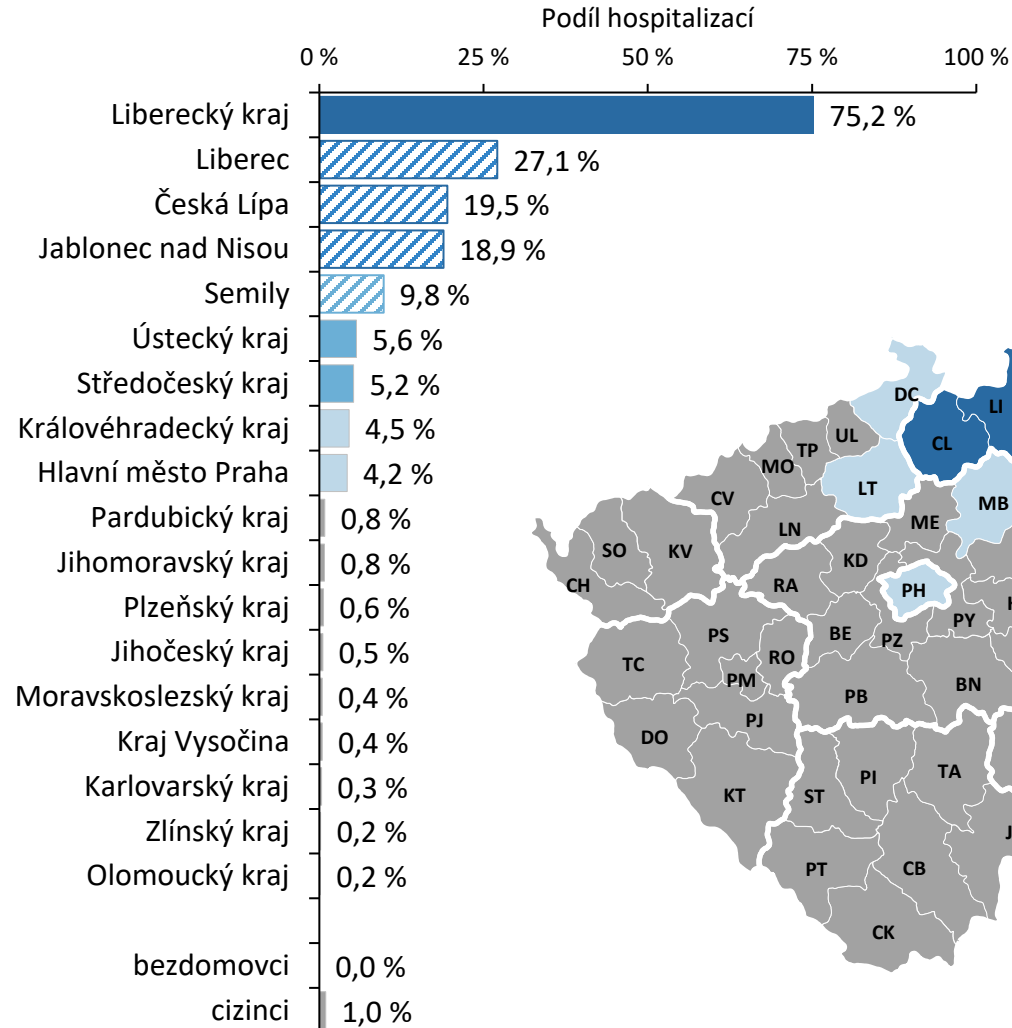 Podíl hospitalizací
0 % 25 % 50 % 75 % 100 %
Liberecký kraj 75,2 %
Liberec 27,1 %
Česká Lípa 19,5 %
Jablonec nad Nisou 18,9 %
Semily 9,8 %
Ústecký kraj 5,6 %
Středočeský kraj 5,2 %
Královéhradecký kraj 4,5 %
Hlavní město Praha 4,2 %
Pardubický kraj 0,8 %
Jihomoravský kraj 0,8 %
Plzeňský kraj 0,6 %
Jihočeský kraj 0,5 %
Moravskoslezský kraj 0,4 %
Kraj Vysočina 0,4 %
Karlovarský kraj 0,3 %
Zlínský kraj 0,2 %
Olomoucký kraj 0,2 %
bezdomovci 0,0 %
cizinci 1,0 %
DC
LI
UL
CL
TP
MO
LT
CV
MB
LN
ME
SO
KV
KD
CH
RA
PH
PY
PS
BE
PZ
TC
RO
PM
BN
PB
PJ
DO
TA
PI
KT
ST
PT
CB
CK